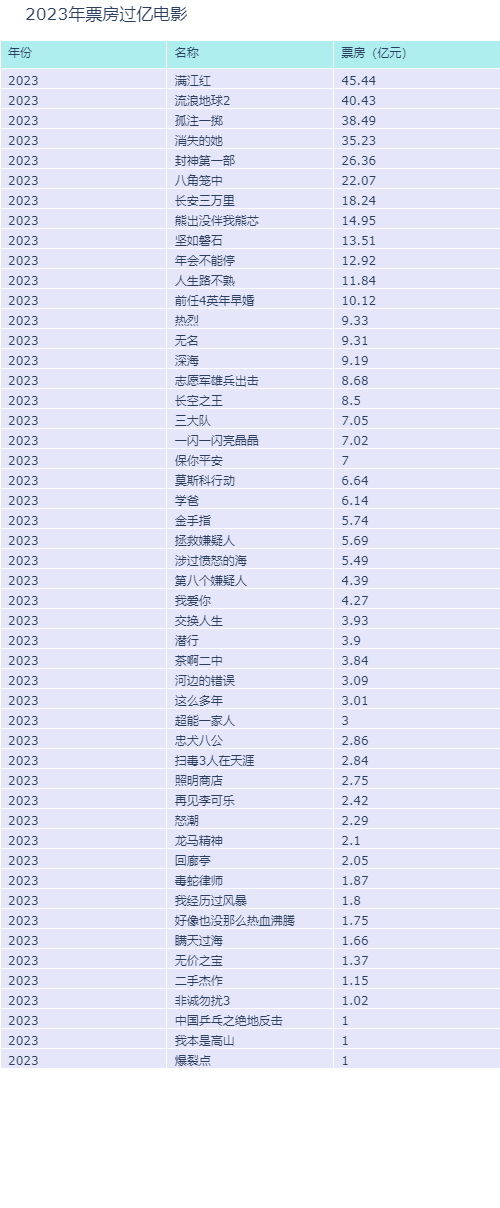 2023年票房过亿电影
年份 名称 票房（亿元）
2023 满江红 45.44
2023 流浪地球2 40.43
2023 孤注一掷 38.49
2023 消失的她 35.23
2023 封神第一部 26.36
2023 八角笼中 22.07
2023 长安三万里 18.24
2023 熊出没伴我熊芯 14.95
2023 坚如磐石 13.51
2023 年会不能停 12.92
2023 人生路不熟 11.84
2023 前任4英年早婚 10.12
2023 热烈 9.33
2023 无名 9.31
2023 深海 9.19
2023 志愿军雄兵出击 8.68
2023 长空之王 8.5
2023 三大队 7.05
2023 一闪一闪亮晶晶 7.02
2023 保你平安 7
2023 莫斯科行动 6.64
2023 学爸 6.14
2023 金手指 5.74
2023 拯救嫌疑人 5.69
2023 涉过愤怒的海 5.49
2023 第八个嫌疑人 4.39
2023 我爱你 4.27
2023 交换人生 3.93
2023 潜行 3.9
2023 茶啊二中 3.84
2023 河边的错误 3.09
2023 这么多年 3.01
2023 超能一家人 3
2023 忠犬八公 2.86
2023 扫毒3人在天涯 2.84
2023 照明商店 2.75
2023 再见李可乐 2.42
2023 怒潮 2.29
2023 龙马精神 2.1
2023 回廊亭 2.05
2023 毒蛇律师 1.87
2023 我经历过风暴 1.8
2023 好像也没那么热血沸腾 1.75
2023 瞒天过海 1.66
2023 无价之宝 1.37
2023 二手杰作 1.15
2023 非诚勿扰3 1.02
2023 中国乒乓之绝地反击 1
2023 我本是高山 1
2023 爆裂点 1